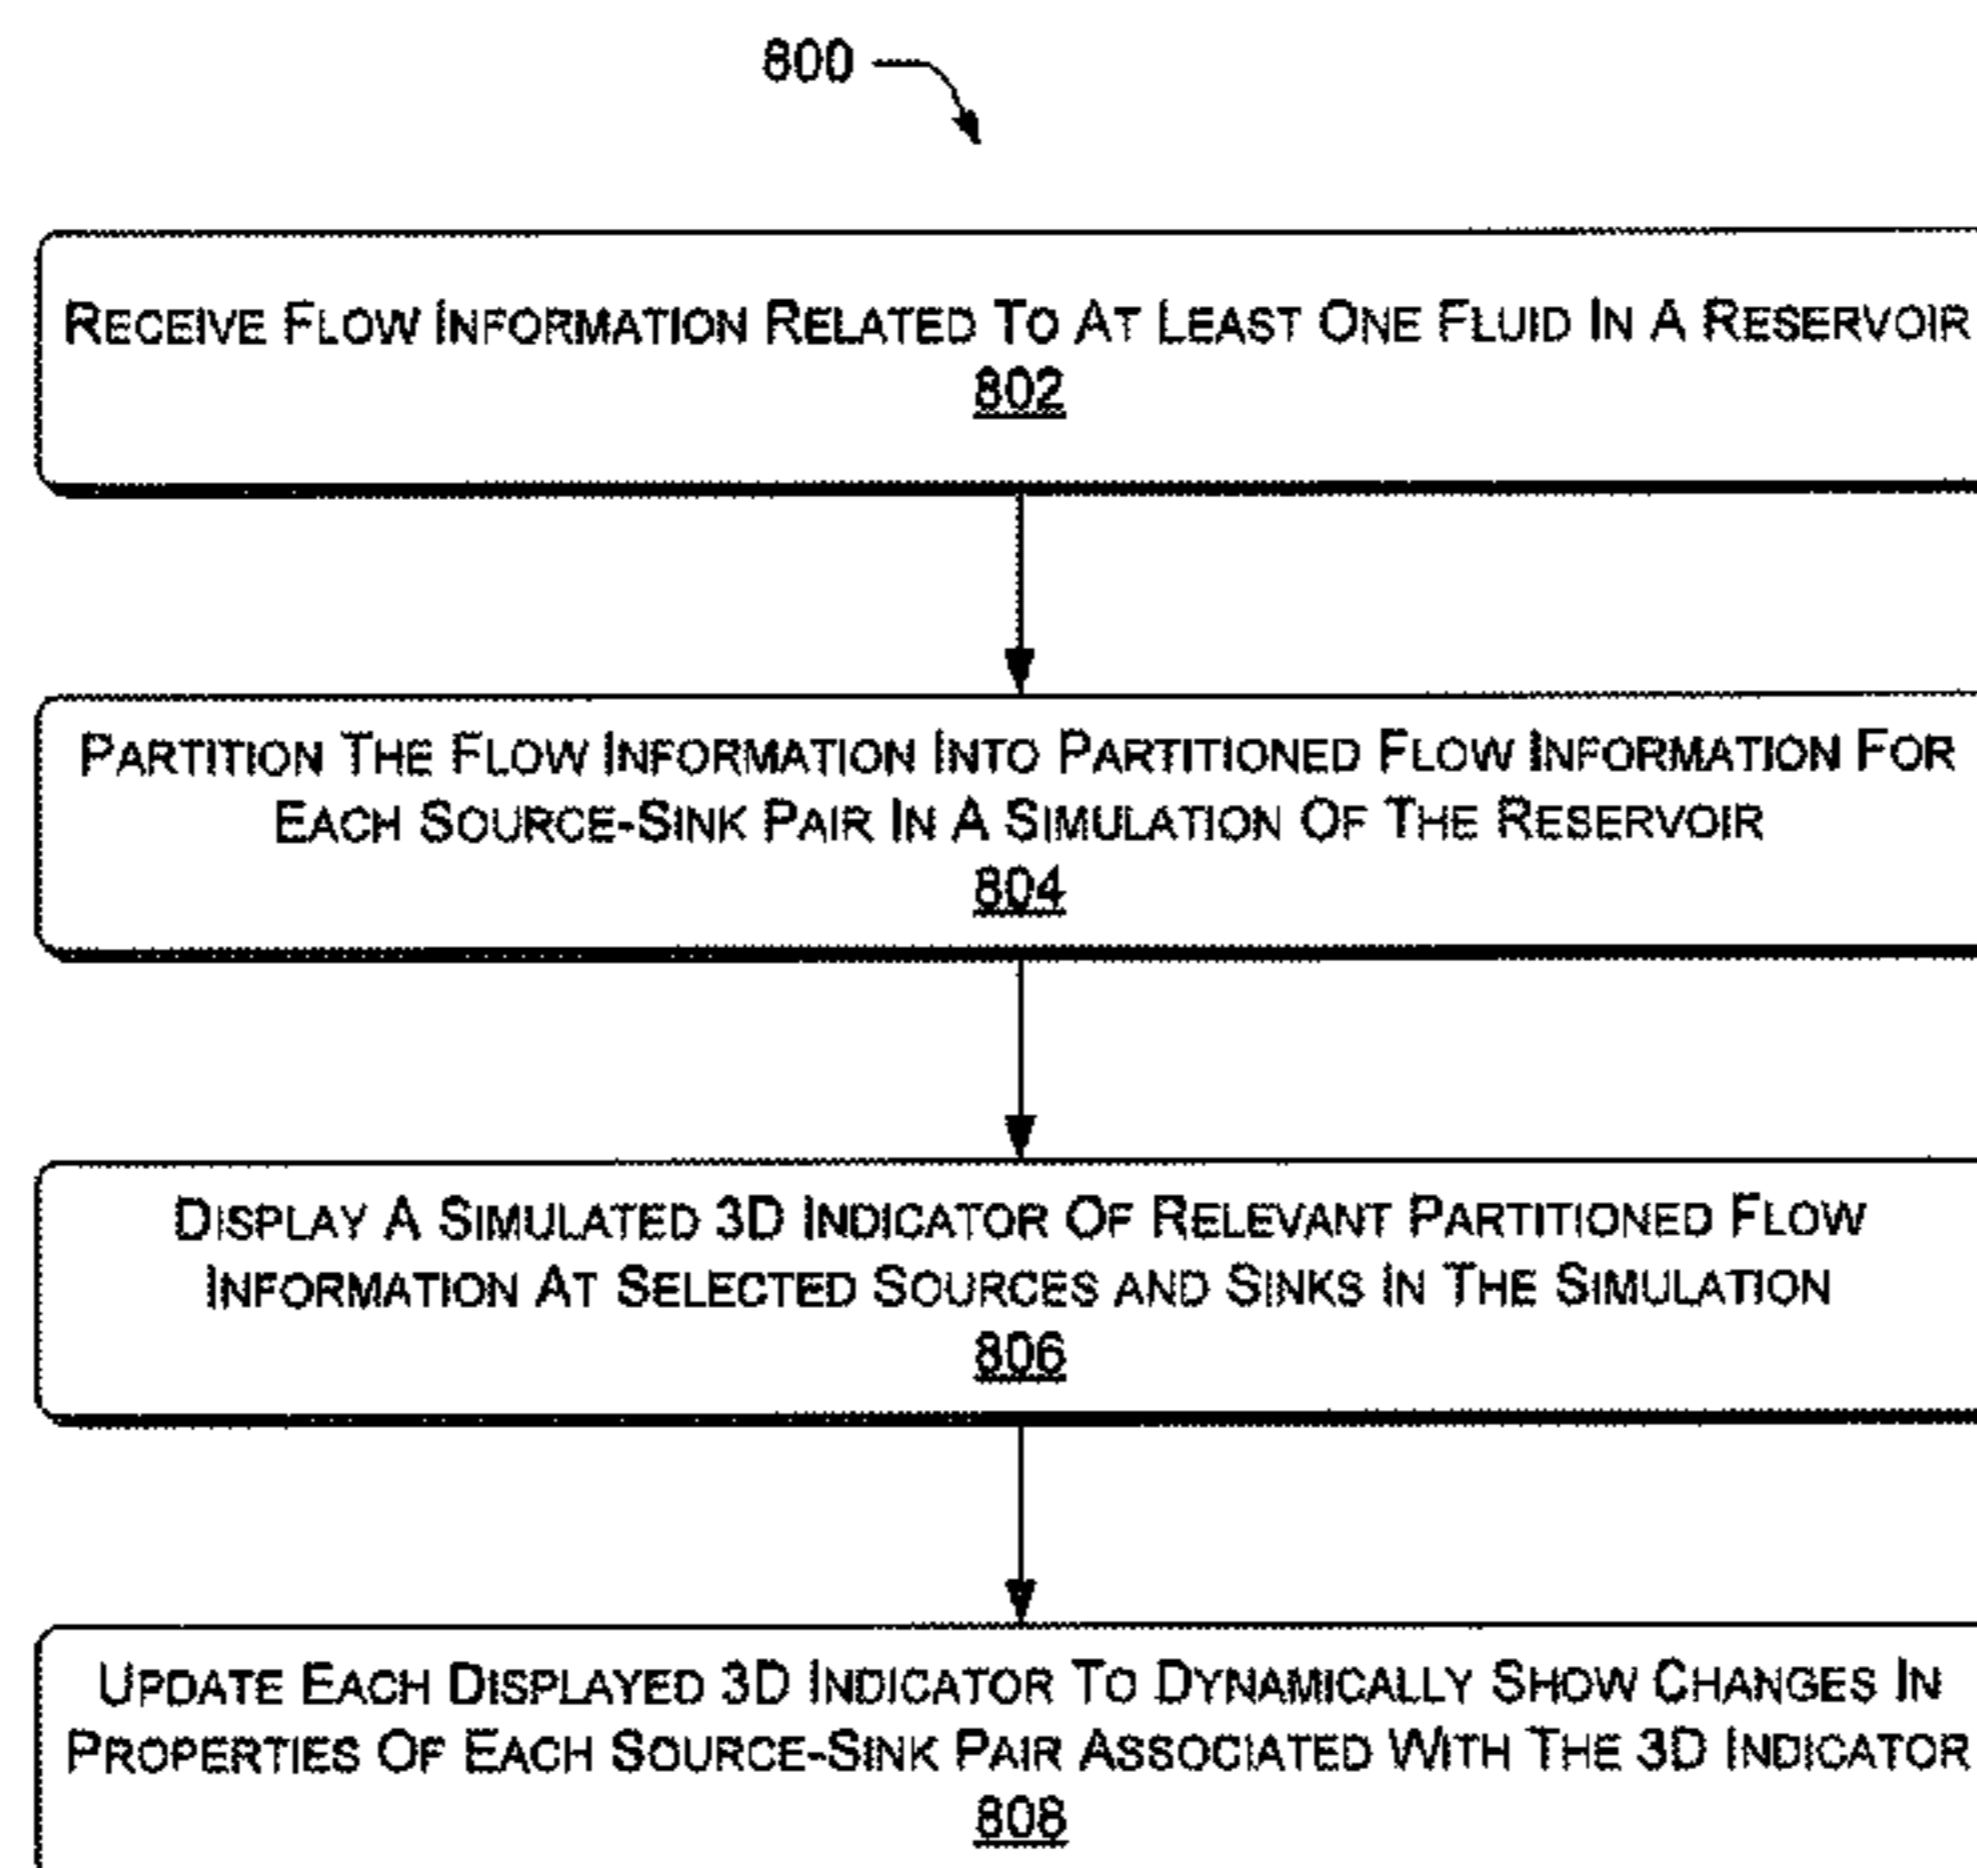 800
RECEIVE FLOW INFORMATION RELATED TO AT LEAST ONE FLUID IN A RESERVOIR
802
PARTITION THE FLOW INFORMATION INTO PARTITIONED FLOW INFORMATION FOR
EACH SOURCE-SINK PAIR IN A SIMULATION OF THE RESERVOIR
804
DISPLAY A SIMULATED 3D INDICATOR OF RELEVANT PARTITIONED FLOW
INFORMATION AT SELECTED SOURCES AND SINKS IN THE SIMULATION
806
UPDATE EACH DISPLAYED 3D INDICATOR TO DYNAMICALLY SHOW CHANGES IN
PROPERTIES OF EACH SOURCE-SINK PAIR ASSOCIATED WITH THE 3D INDICATOR
808